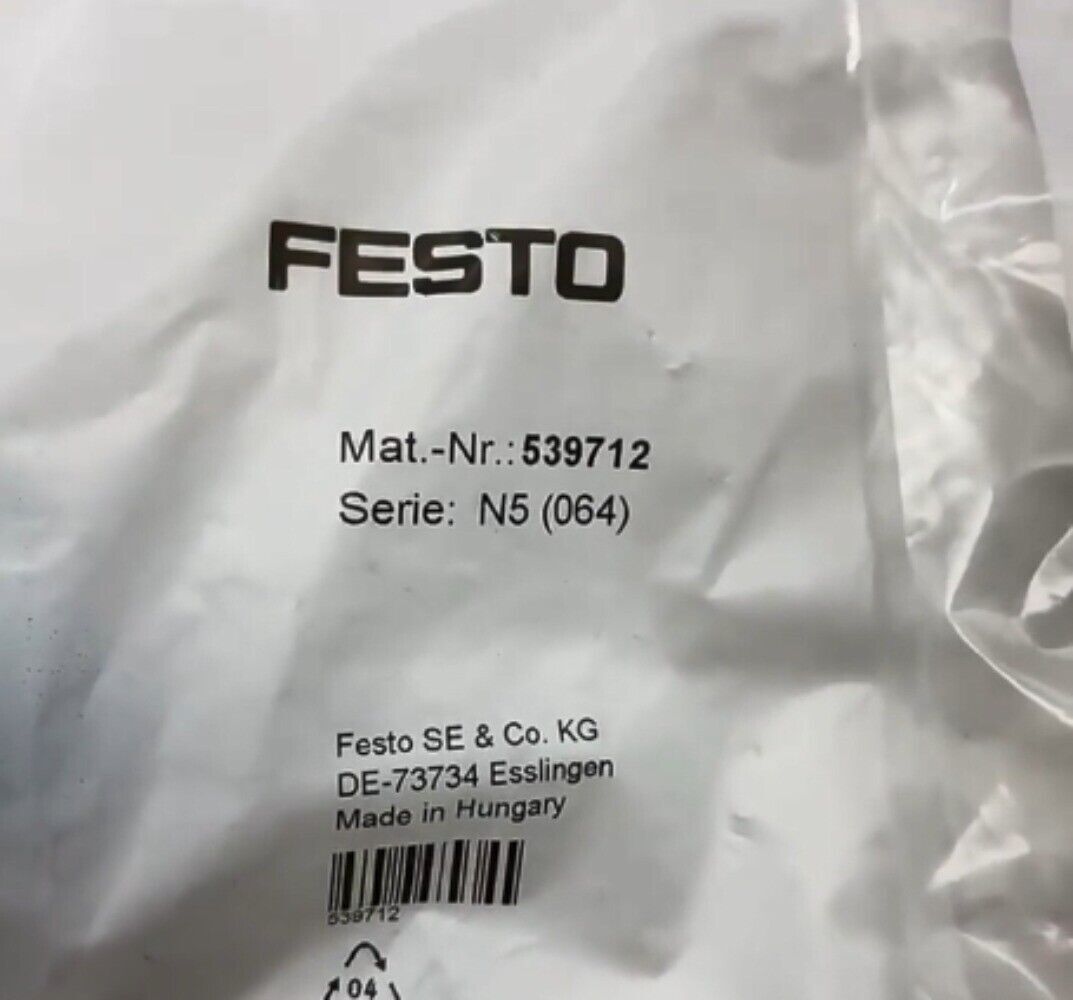 FESTO
Mat.-Nr.: 539712
Serie: N5 (064)
Festo SE & Co. KG
DE-73734 Esslingen
Made in Hungary
539712
04